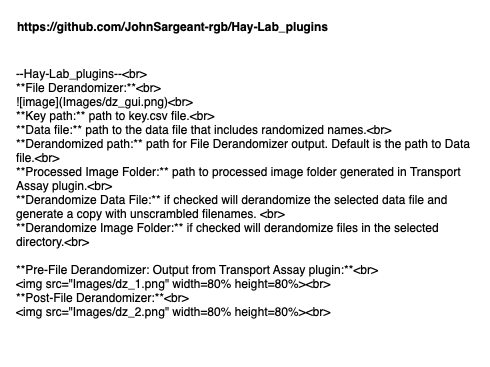 https://github.com/JohnSargeant-rgb/Hay-Lab_plugins
--Hay-Lab_plugins--<br>
**File Derandomizer:**<br>
![image](Images/dz_gui.png)<br>
**Key path:** path to key.csv file.<br>
**Data file:** path to the data file that includes randomized names.<br>
**Derandomized path:** path for File Derandomizer output. Default is the path to Data
file.<br>
**Processed Image Folder:** path to processed image folder generated in Transport
Assay plugin.<br>
**Derandomize Data File:** if checked will derandomize the selected data file and
generate a copy with unscrambled filenames. <br>
**Derandomize Image Folder:** if checked will derandomize files in the selected
directory.<br>
**Pre-File Derandomizer: Output from Transport Assay plugin:**<br>
<img src="Images/dz_1.png" width=80% height=80%><br>
**Post-File Derandomizer:**<br>
<img src="Images/dz_2.png" width=80% height=80%><br>